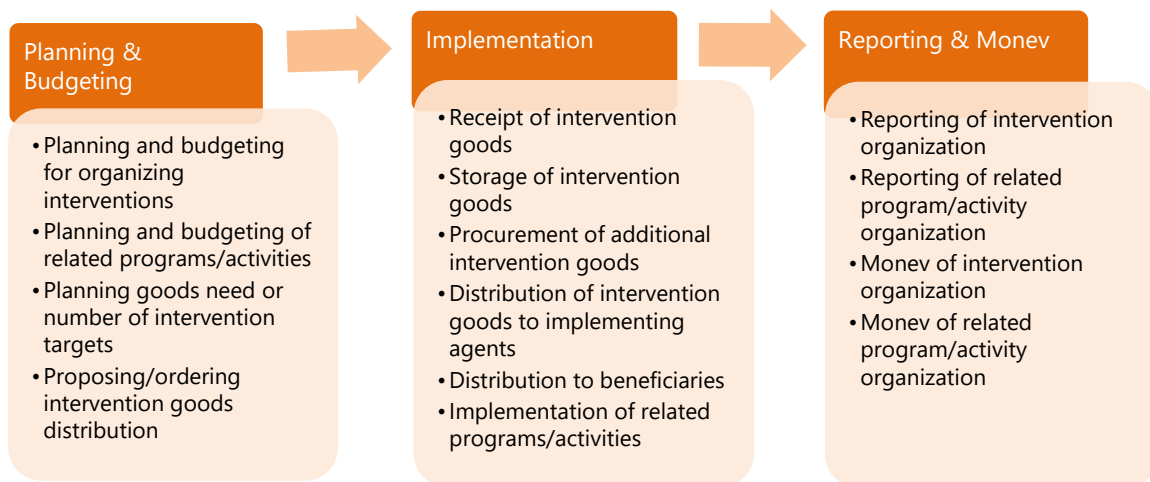 Planning &
Budgeting
• Planning and budgeting
for organizing
interventions
• Planning and budgeting of
related programs/activities
• Planning goods need or
number of intervention
targets
• Proposing/ordering
intervention goods
distribution
Implementation
• Receipt of intervention
goods
• Storage of intervention
goods
• Procurement of additional
intervention goods
• Distribution of intervention
goods to implementing
agents
• Distribution to beneficiaries
• Implementation of related
programs/activities
Reporting & Monev
• Reporting of intervention
organization
• Reporting of related
program/activity
organization
• Monev of intervention
organization
• Monev of related
program/activity
organization